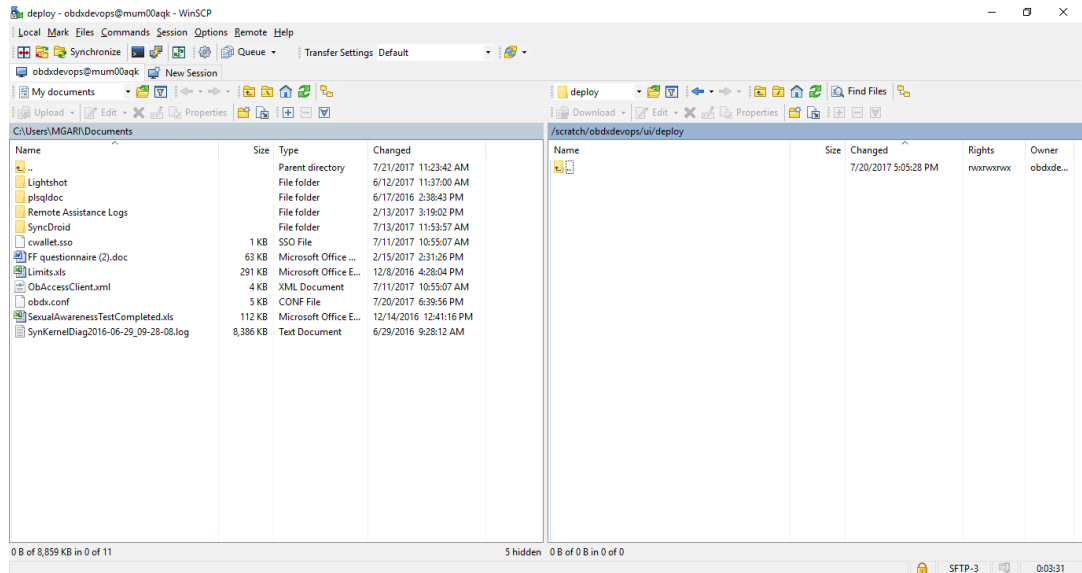 deploy - obdxdevops@mum00aqk - WinSCP
Local Mark Files Commands Session Options Remote Help
Synchronize Queue Transfer Settings Default
obdxdevops@mum00aqk New Session
My documents
Upload Edit Properties
C:\Users\MGARI\Documents
Name Size Type Changed
.. Parent directory 7/21/2017 11:23:42 AM
Lightshot File folder 6/12/2017 11:37:00 AM
plsqldoc File folder 6/17/2016 2:38:43 PM
Remote Assistance Logs File folder 2/13/2017 3:19:02 PM
SyncDroid File folder 7/13/2017 11:53:57 AM
cwallet.sso 1 KB SSO File 7/11/2017 10:55:07 AM
FF questionnaire (2).doc 63 KB Microsoft Office ... 2/15/2017 2:31:26 PM
Limits.xls 291 KB Microsoft Office E... 12/8/2016 4:28:04 PM
ObAccessClient.xml 4 KB XML Document 7/11/2017 10:55:07 AM
obdx.conf 5 KB CONF File 7/20/2017 6:39:56 PM
SexualAwarenessTestCompleted.xls 112 KB Microsoft Office E... 12/14/2016 12:41:16 PM
SynKernelDiag2016-06-29_09-28-08.log 8,386 KB Text Document 6/29/2016 9:28:12 AM
0 B of 8,859 KB in 0 of 11 5 hidden
deploy Find Files
Download Edit Properties
/scratch/obdxdevops/ui/deploy
Name Size Changed Rights Owner
.. 7/20/2017 5:05:28 PM rwxrwxrwx obdxde...
0 B of 0 B in 0 of 0
SFTP-3 0:03:31